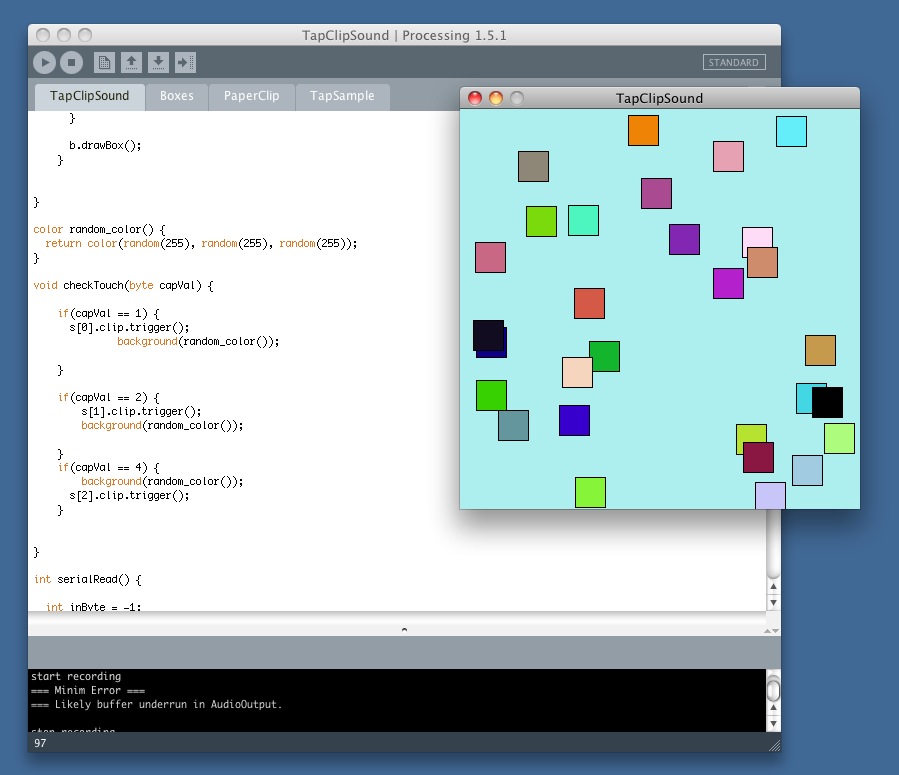 TapClipSound | Processing 1.5.1
STANDARD
TapClipSound Boxes PaperClip TapSample
TapClipSound
}
b.drawBox();
}
}
color random_color() {
return color(random(255), random(255), random(255));
}
void checkTouch(byte capVal) {
if(capVal == 1) {
s[0].clip.trigger();
background(random_color());
}
if(capVal == 2) {
s[1].clip.trigger();
background(random_color());
}
if(capVal == 4) {
background(random_color());
s[2].clip.trigger();
}
}
int serialRead() {
int inByte = -1;
start recording
=== Minim Error ===
=== Likely buffer underrun in AudioOutput.
stop recording
97